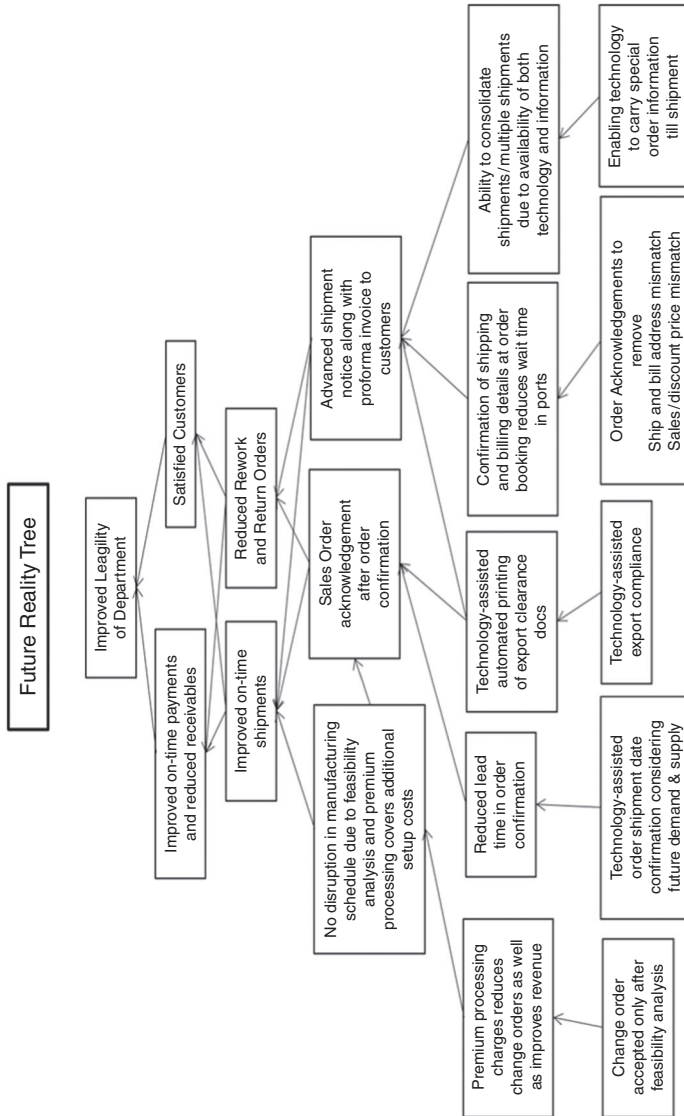 Future Reality Tree
Improved Leagility
of Department
Improved on-time payments
and reduced receivables
Satisfied Customers
Improved on-time
shipments
Reduced Rework
and Return Orders
No disruption in manufacturing
schedule due to feasibility
analysis and premium
processing covers additional
setup costs
Sales Order
acknowledgement
after order
confirmation
Advanced shipment
notice along with
proforma invoice to
customers
Premium processing
charges reduces
change orders as well
as improves revenue
Reduced lead
time in order
confirmation
Technology-assisted
automated printing
of export clearance
docs
Confirmation of shipping
and billing details at order
booking reduces wait time
in ports
Ability to consolidate
shipments/multiple shipments
due to availability of both
technology and information
Change order
accepted only after
feasibility analysis
Technology-assisted
order shipment date
confirmation considering
future demand & supply
Technology-assisted
export compliance
Order Acknowledgements to
remove
Ship and bill address mismatch
Sales/discount price mismatch
Enabling technology
to carry special
order information
till shipment